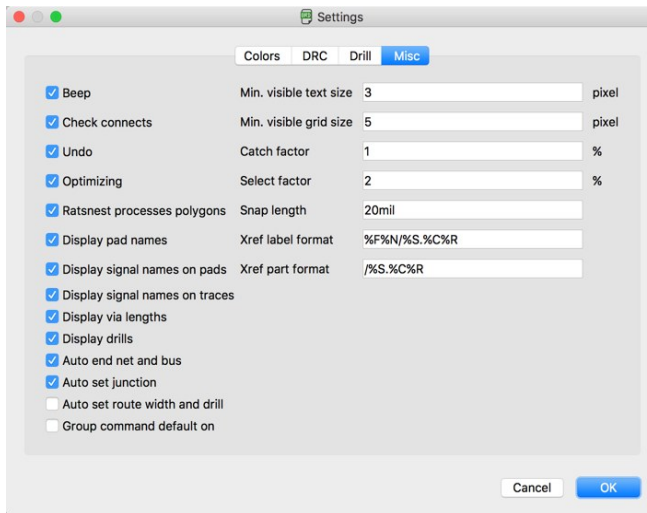 Settings
Colors DRC Drill Misc
Beep Min. visible text size 3 pixel
Check connects Min. visible grid size 5 pixel
Undo Catch factor 1 %
Optimizing Select factor 2 %
Ratsnest processes polygons Snap length 20mil
Display pad names Xref label format %F%N/%S.%C%R
Display signal names on pads Xref part format /%S.%C%R
Display signal names on traces
Display via lengths
Display drills
Auto end net and bus
Auto set junction
Auto set route width and drill
Group command default on
Cancel OK